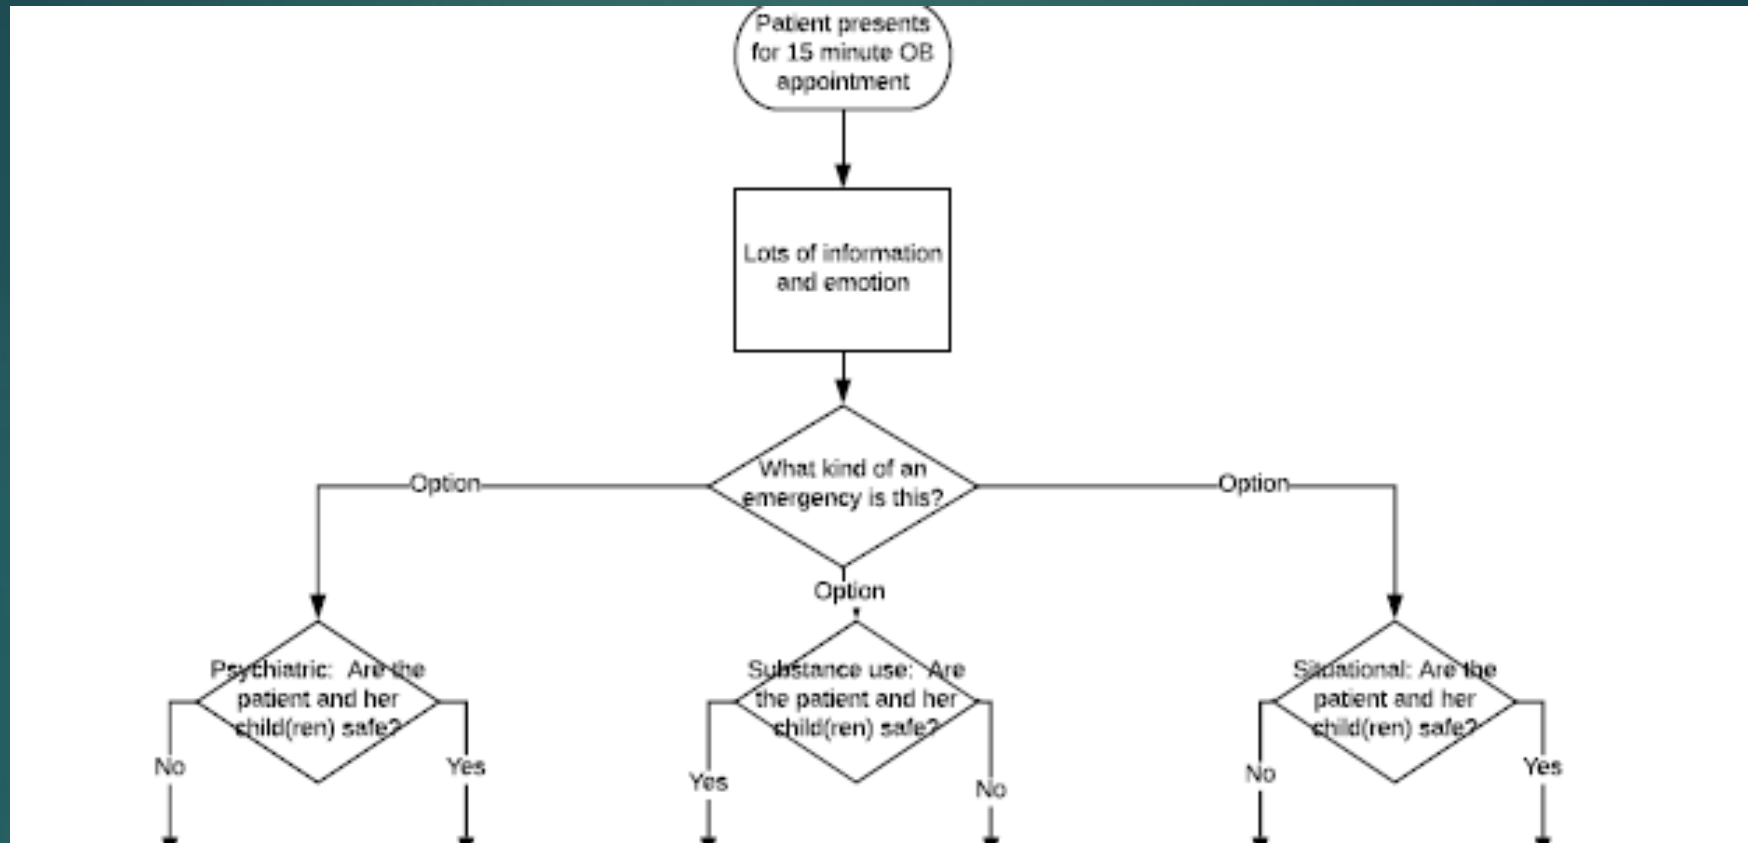 Patient presents
for 15 minute OB
appointment
Lots of information
and emotion
What kind of an
emergency is this?
Option
Option
Option
Psychiatric: Are the
patient and her
child(ren) safe?
No
Yes
Substance use: Are
the patient and her
child(ren) safe?
Yes
No
Situational: Are the
patient and her
child(ren) safe?
No
Yes